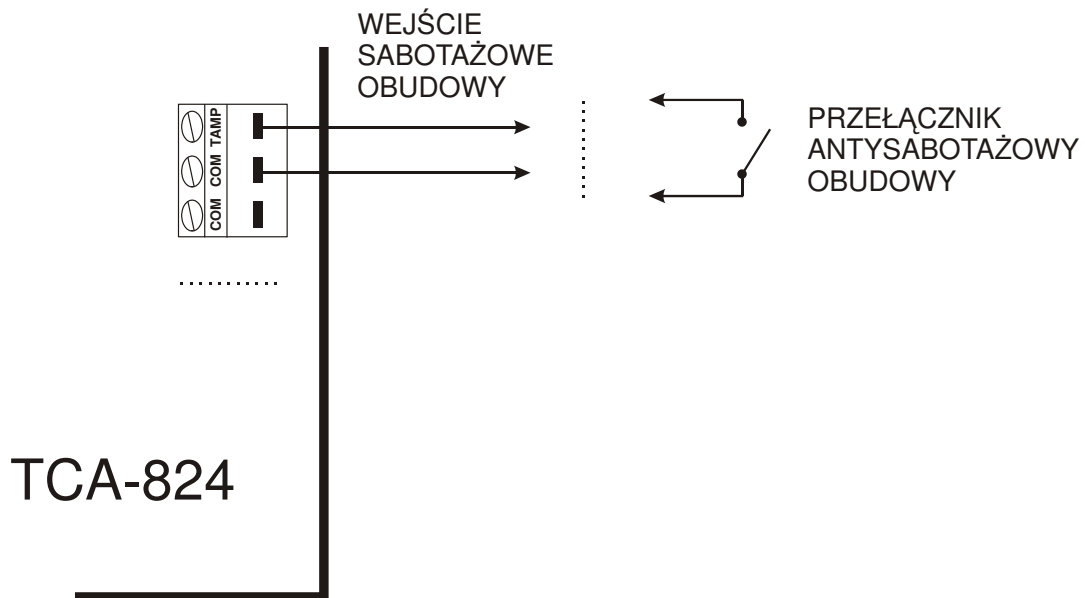 WEJŚCIE
SABOTAŻOWE
OBUDOWY
TAMP
COM
COM
PRZEŁĄCZNIK
ANTYSABOTAŻOWY
OBUDOWY
TCA-824